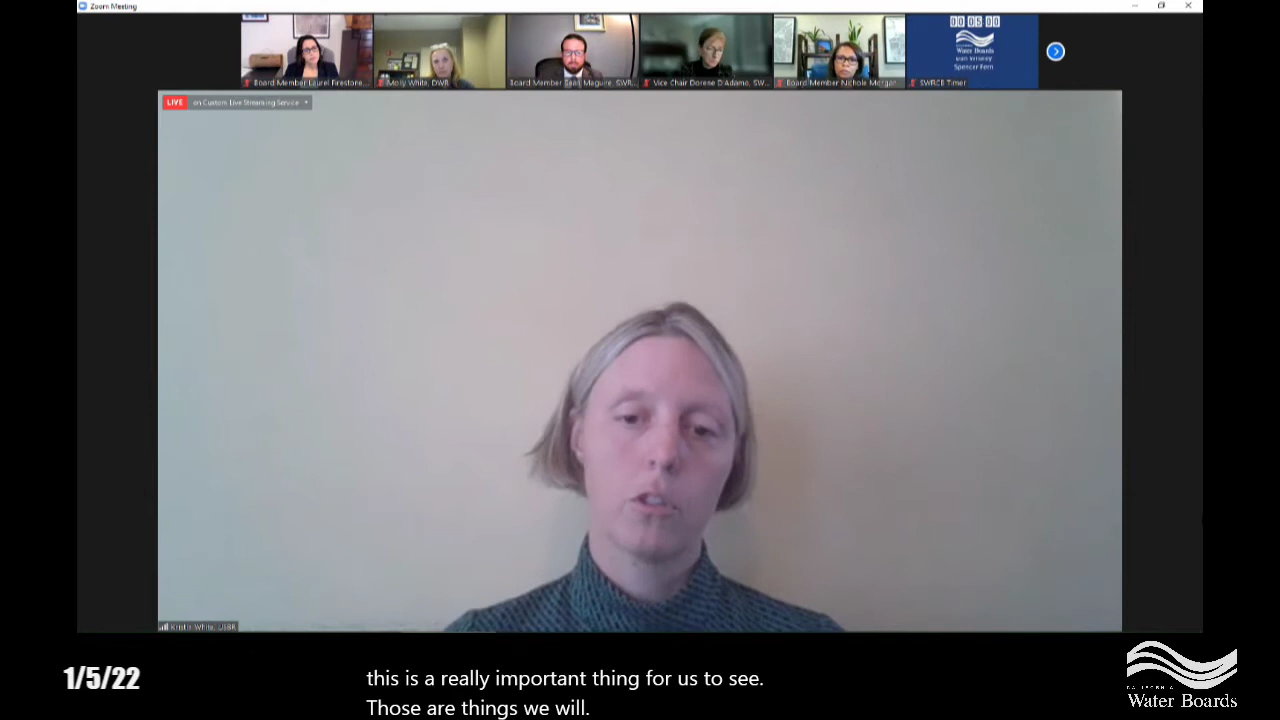 Zoom Meeting
Board Member Laurel Firestone...
Molly White, DWR
Board Member Sean Maguire, SWR...
Vice Chair Dorene D'Adamo, SW...
Board Member Nichole Morgan
SWRCB Timer
00:05:00
Water Boards
Spencer Fern
LIVE
on Custom Live Streaming Service
Kristin White, USBR
1/5/22
this is a really important thing for us to see.
Those are things we will.
CALIFORNIA
Water Boards